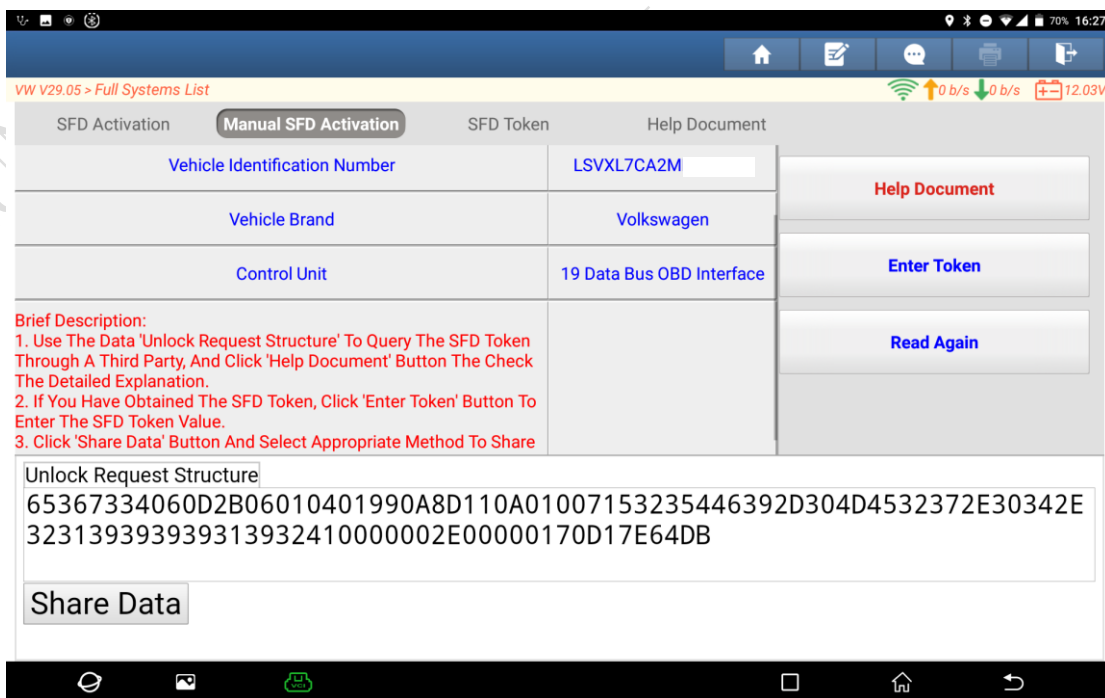 70% 16:27
VW V29.05 > Full Systems List
0 b/s 0 b/s 12.03V
SFD Activation Manual SFD Activation SFD Token Help Document
Vehicle Identification Number LSVXL7CA2M
Vehicle Brand Volkswagen
Control Unit 19 Data Bus OBD Interface
Brief Description:
1. Use The Data 'Unlock Request Structure' To Query The SFD Token
Through A Third Party, And Click 'Help Document' Button The Check
The Detailed Explanation.
2. If You Have Obtained The SFD Token, Click 'Enter Token' Button To
Enter The SFD Token Value.
3. Click 'Share Data' Button And Select Appropriate Method To Share
Help Document
Enter Token
Read Again
Unlock Request Structure
65367334060D2B06010401990A8D110A01007153235446392D304D4532372E30342E
323139393939313932410000002E00000170D17E64DB
Share Data
VCI